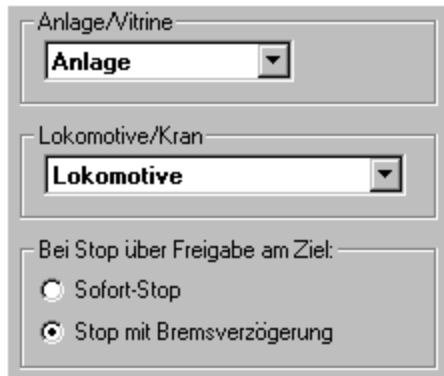 Anlage/Vitrine
Anlage
Lokomotive/Kran
Lokomotive
Bei Stop über Freigabe am Ziel:
Sofort-Stop
Stop mit Bremsverzögerung